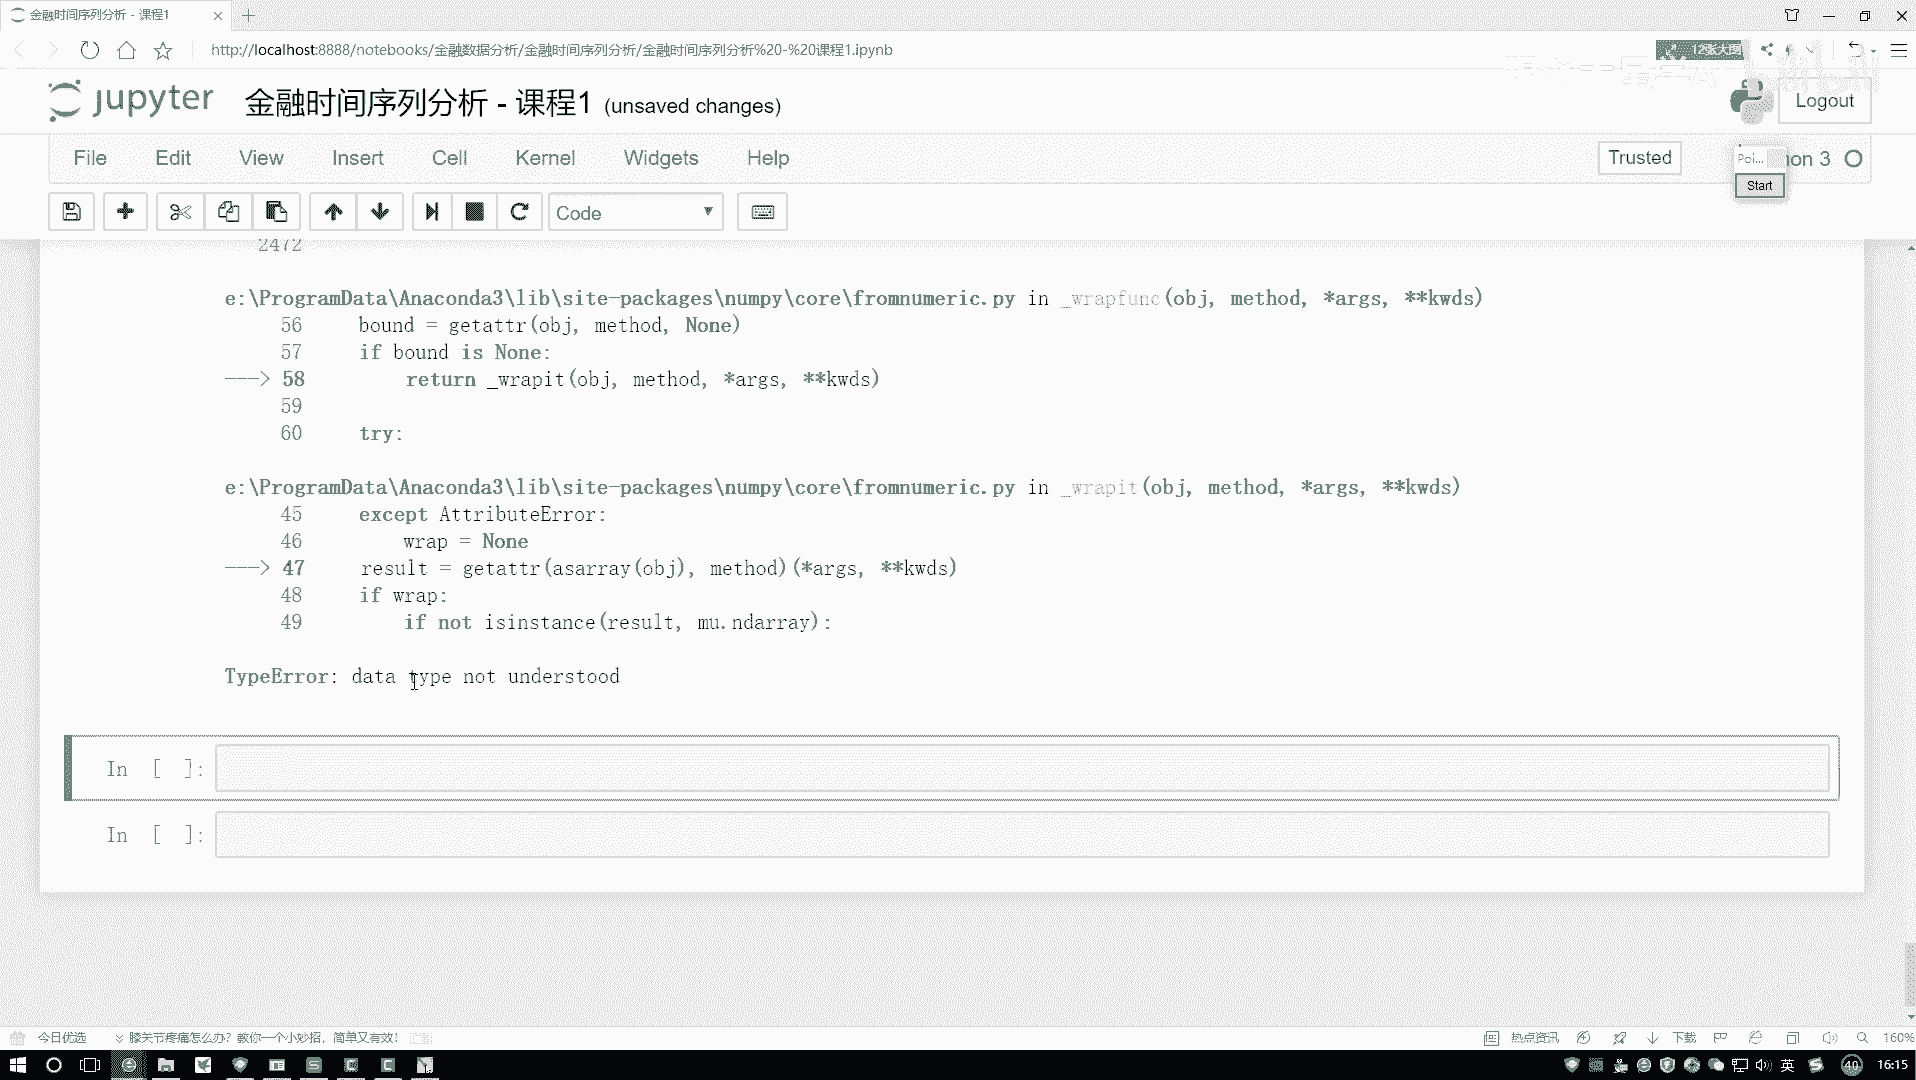 金融时间序列分析 - 课程1
http://localhost:8888/notebooks/金融数据分析/金融时间序列分析/金融时间序列分析%20-%20课程1.ipynb
12张大图
jupyter 金融时间序列分析 - 课程1 (unsaved changes)
Logout
File Edit View Insert Cell Kernel Widgets Help
Trusted
Poi... hon 3
Start
Code
2472
e:\ProgramData\Anaconda3\lib\site-packages\numpy\core\fromnumeric.py in _wrapfunc(obj, method, *args, **kwds)
56 bound = getattr(obj, method, None)
57 if bound is None:
---> 58 return _wrapit(obj, method, *args, **kwds)
59
60 try:
e:\ProgramData\Anaconda3\lib\site-packages\numpy\core\fromnumeric.py in _wrapit(obj, method, *args, **kwds)
45 except AttributeError:
46 wrap = None
---> 47 result = getattr(asarray(obj), method)(*args, **kwds)
48 if wrap:
49 if not isinstance(result, mu.ndarray):
TypeError: data type not understood
In [ ]:
In [ ]:
今日优选 膝关节疼痛怎么办？教你一个小妙招，简单又有效！
热点资讯 下载 160%
英 40 16:15